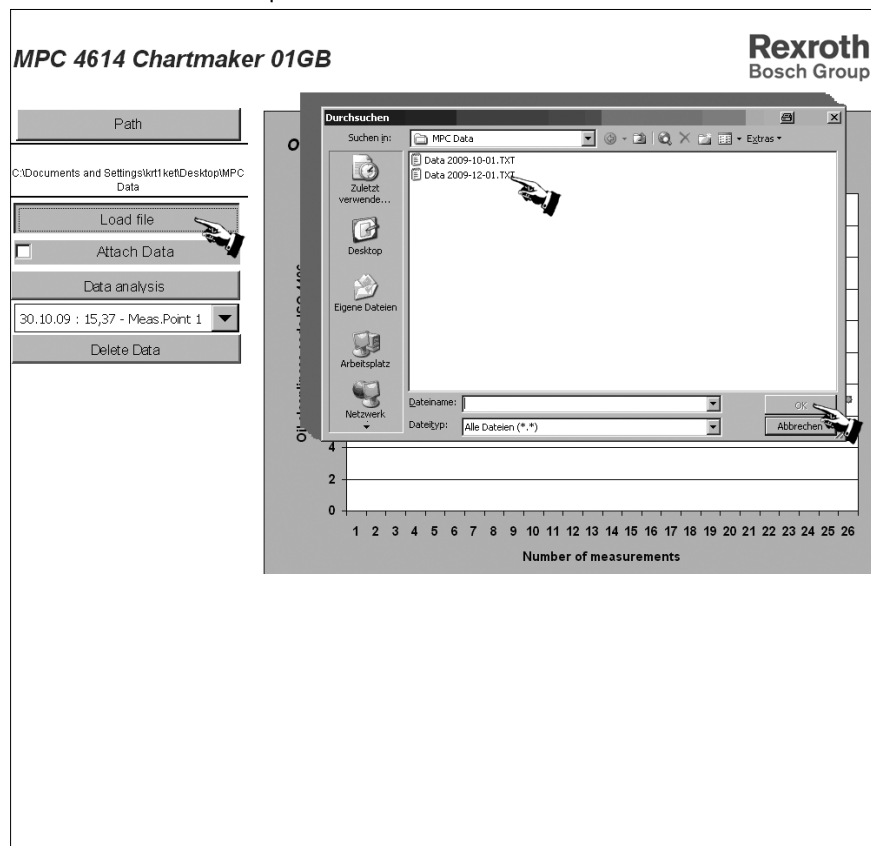 MPC 4614 Chartmaker 01GB
Rexroth
Bosch Group
Path
C:\Documents and Settings\krt1ket\Desktop\MPC
Data
Load file
Attach Data
Data analysis
30.10.09 : 15,37 - Meas.Point 1
Delete Data
Durchsuchen
Suchen in:
MPC Data
Extras
Data 2009-10-01.TXT
Data 2009-12-01.TXT
Zuletzt
verwende...
Desktop
Eigene Dateien
Arbeitsplatz
Netzwerk
Dateiname:
Dateityp:
Alle Dateien (*.*)
OK
Abbrechen
4
2
0
1 2 3 4 5 6 7 8 9 10 11 12 13 14 15 16 17 18 19 20 21 22 23 24 25 26
Number of measurements